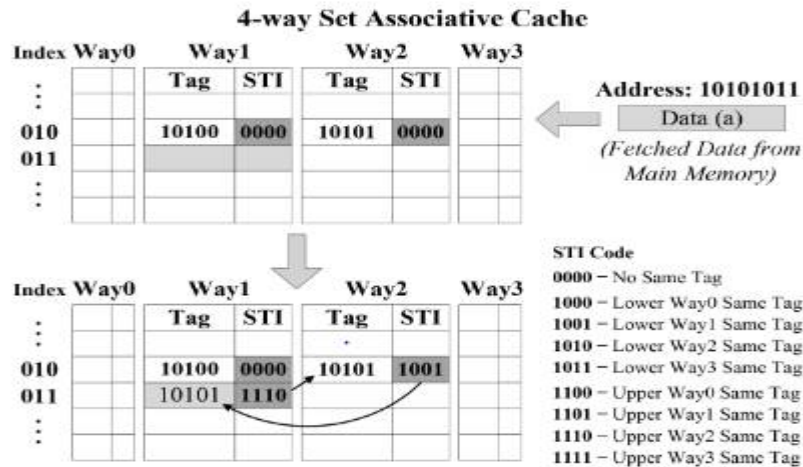 4-way Set Associative Cache
Index Way0 Way1 Way2 Way3
Tag STI Tag STI
⋮
010 10100 0000 10101 0000
011
⋮
Address: 10101011
Data (a)
(Fetched Data from
Main Memory)
Index Way0 Way1 Way2 Way3
Tag STI Tag STI
⋮
010 10100 0000 10101 1001
011 10101 1110
⋮
STI Code
0000 – No Same Tag
1000 – Lower Way0 Same Tag
1001 – Lower Way1 Same Tag
1010 – Lower Way2 Same Tag
1011 – Lower Way3 Same Tag
1100 – Upper Way0 Same Tag
1101 – Upper Way1 Same Tag
1110 – Upper Way2 Same Tag
1111 – Upper Way3 Same Tag